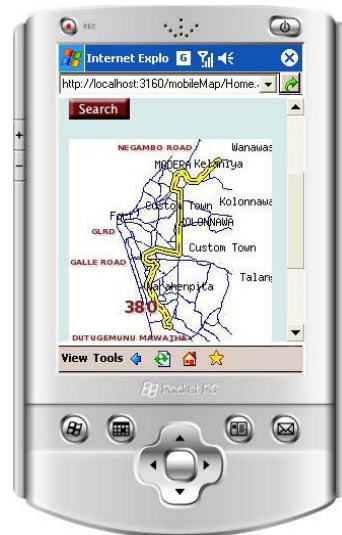 REC
Internet Explo G
http://localhost:3160/mobileMap/Home.
Search
NEGAMBO ROAD Wanawas
MODERA Kelaniya
Custom Town Kolonnawa
Fort KOLONNAWA
GLRD
Custom Town
GALLE ROAD
Talang
Narahenpita
380
DUTUGEMUNU MAWATHA
View Tools
Pocket PC
+
−